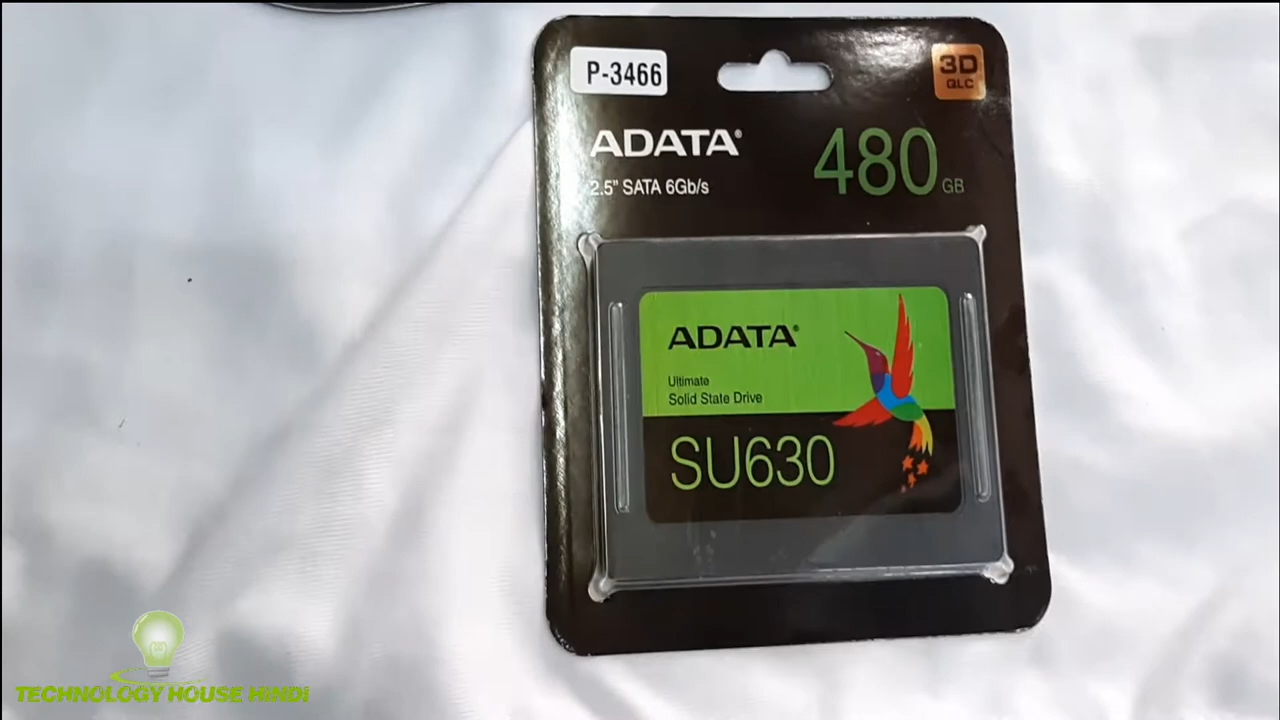 P-3466
3D
QLC
ADATA®
480 GB
2.5” SATA 6Gb/s
ADATA®
Ultimate
Solid State Drive
SU630
TECHNOLOGY HOUSE HINDI